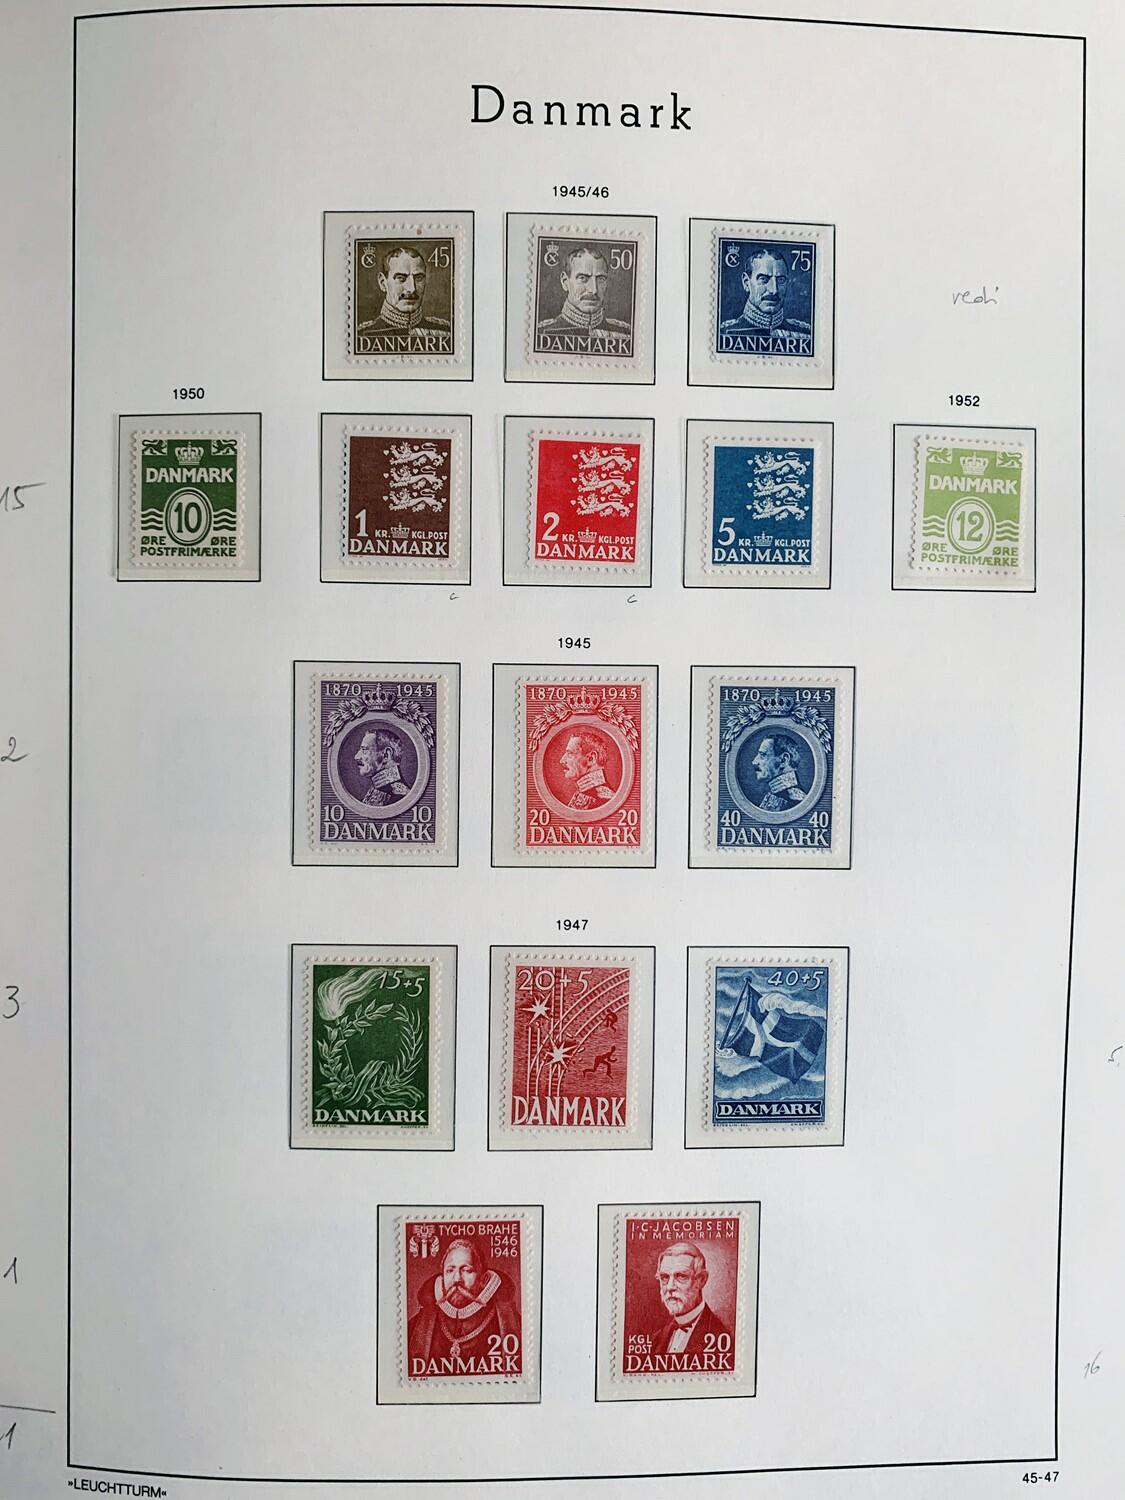 Danmark
1945/46
45
DANMARK
50
DANMARK
75
DANMARK
vedi
1950
1952
DANMARK
10
ØRE ØRE
POSTFRIMÆRKE
1 KR. KGL.POST
DANMARK
2 KR. KGL.POST
DANMARK
5 KR. KGL.POST
DANMARK
DANMARK
12
ØRE ØRE
POSTFRIMÆRKE
15
c
c
1945
1870 1945
10 10
DANMARK
1870 1945
20 20
DANMARK
1870 1945
40 40
DANMARK
2
1947
15+5
DANMARK
20+5
DANMARK
40+5
DANMARK
3
5,
TYCHO BRAHE
1546
1946
20
DANMARK
I·C·JACOBSEN
IN MEMORIAM
KGL
POST
20
DANMARK
1
16
1
»LEUCHTTURM«
45-47